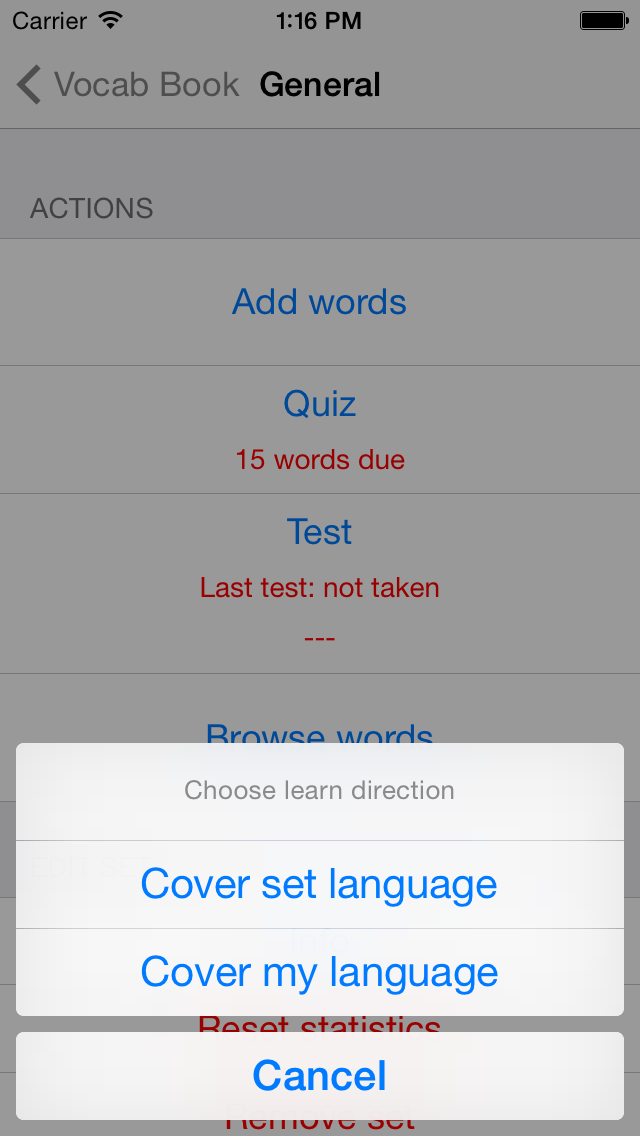 Carrier 1:16 PM
Vocab Book General
ACTIONS
Add words
Quiz
15 words due
Test
Last test: not taken
---
Browse words
Choose learn direction
Cover set language
Info
Cover my language
Reset statistics
Cancel
Remove set